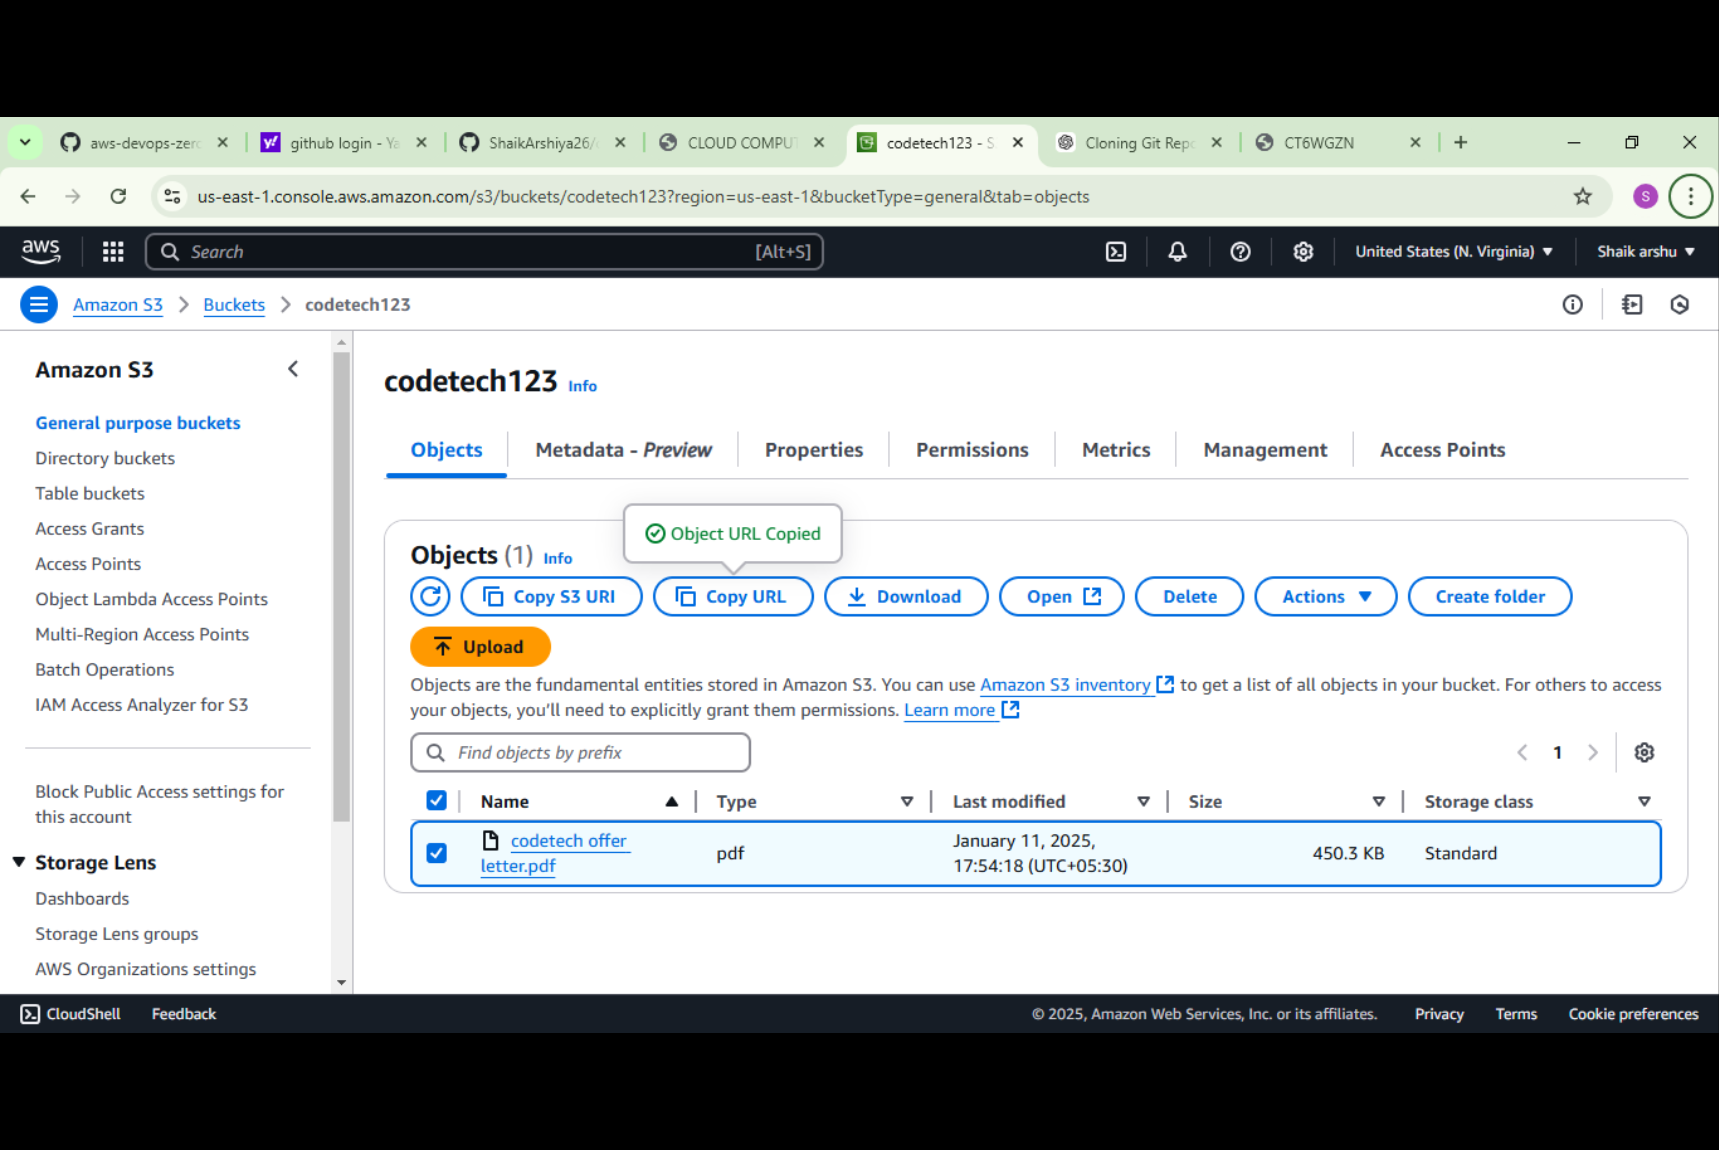 aws-devops-zero
github login - Ya
ShaikArshiya26/
CLOUD COMPUT
codetech123 - S
Cloning Git Repo
CT6WGZN
us-east-1.console.aws.amazon.com/s3/buckets/codetech123?region=us-east-1&bucketType=general&tab=objects
S
aws
Search
[Alt+S]
United States (N. Virginia)
Shaik arshu
Amazon S3
Buckets
codetech123
Amazon S3
General purpose buckets
Directory buckets
Table buckets
Access Grants
Access Points
Object Lambda Access Points
Multi-Region Access Points
Batch Operations
IAM Access Analyzer for S3
Block Public Access settings for
this account
Storage Lens
Dashboards
Storage Lens groups
AWS Organizations settings
codetech123 Info
Objects
Metadata - Preview
Properties
Permissions
Metrics
Management
Access Points
Object URL Copied
Objects (1) Info
Copy S3 URI
Copy URL
Download
Open
Delete
Actions
Create folder
Upload
Objects are the fundamental entities stored in Amazon S3. You can use Amazon S3 inventory to get a list of all objects in your bucket. For others to access
your objects, you'll need to explicitly grant them permissions. Learn more
Find objects by prefix
1
Name
Type
Last modified
Size
Storage class
codetech offer
letter.pdf
pdf
January 11, 2025,
17:54:18 (UTC+05:30)
450.3 KB
Standard
CloudShell
Feedback
© 2025, Amazon Web Services, Inc. or its affiliates.
Privacy
Terms
Cookie preferences